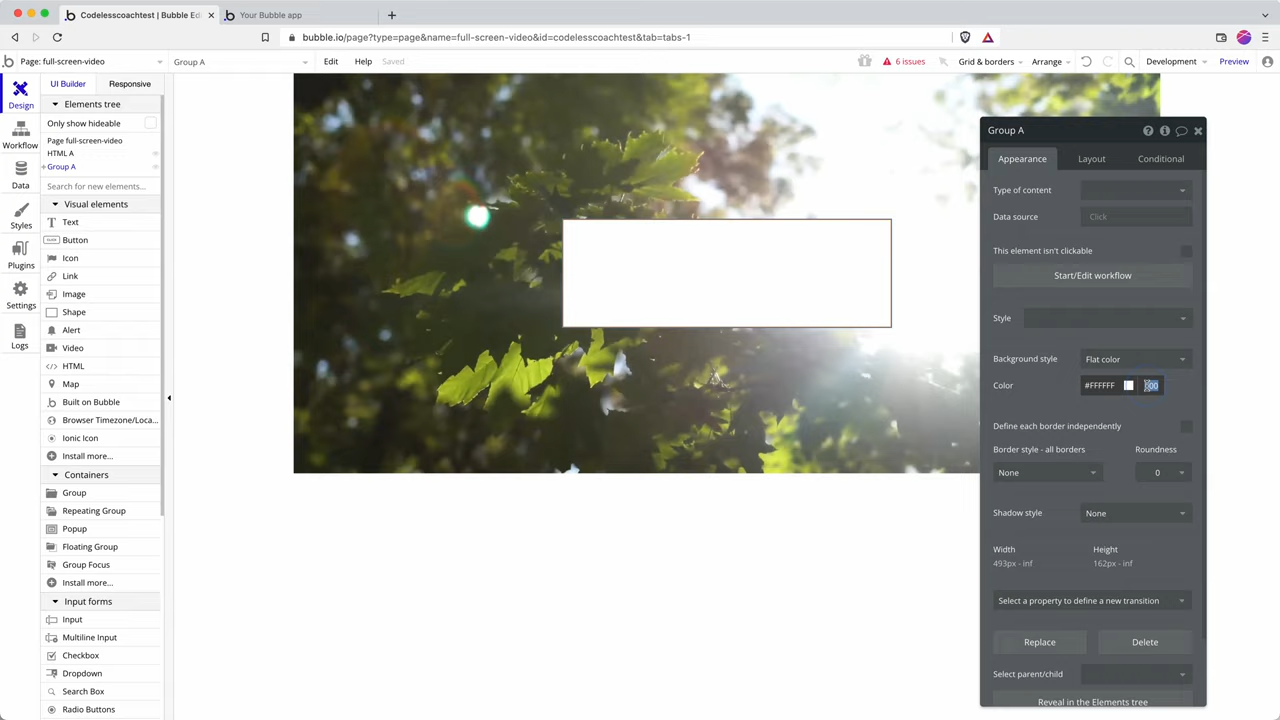 Codelesscoachtest | Bubble Ed
Your Bubble app
bubble.io/page?type=page&name=full-screen-video&id=codelesscoachtest&tab=tabs-1
Page: full-screen-video
Group A
Edit
Help
Saved
6 issues
Grid & borders
Arrange
Development
Preview
Design
Workflow
Data
Styles
Plugins
Settings
Logs
UI Builder
Responsive
Elements tree
Only show hideable
Page full-screen-video
HTML A
Group A
Search for new elements...
Visual elements
Text
CLICK
Button
Icon
Link
Image
Shape
Alert
Video
HTML
Map
Built on Bubble
Browser Timezone/Loca...
Ionic Icon
Install more...
Containers
Group
Repeating Group
Popup
Floating Group
Group Focus
Install more...
Input forms
Input
Multiline Input
Checkbox
Dropdown
Search Box
Radio Buttons
Group A
Appearance
Layout
Conditional
Type of content
Data source
Click
This element isn't clickable
Start/Edit workflow
Style
Background style
Flat color
Color
#FFFFFF
Define each border independently
Border style - all borders
Roundness
None
0
Shadow style
None
Width
Height
493px - inf
162px - inf
Select a property to define a new transition
Replace
Delete
Select parent/child
Reveal in the Elements tree